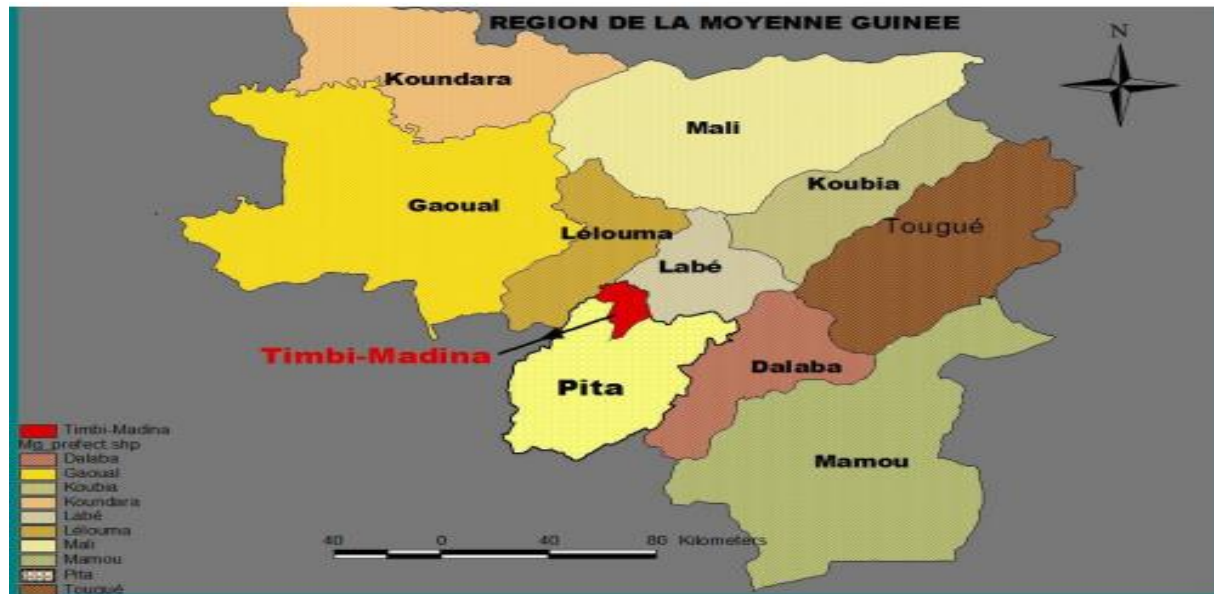 REGION DE LA MOYENNE GUINEE
N
Koundara
Mali
Koubia
Gaoual
Tougué
Lélouma
Labé
Timbi-Madina
Dalaba
Pita
Mamou
Timbi-Madina
Mg_prefect.shp
Dalaba
Gaoual
Koubia
Koundara
Labé
Lélouma
Mali
Mamou
Pita
Tougué
40 0 40 80 Kilometers